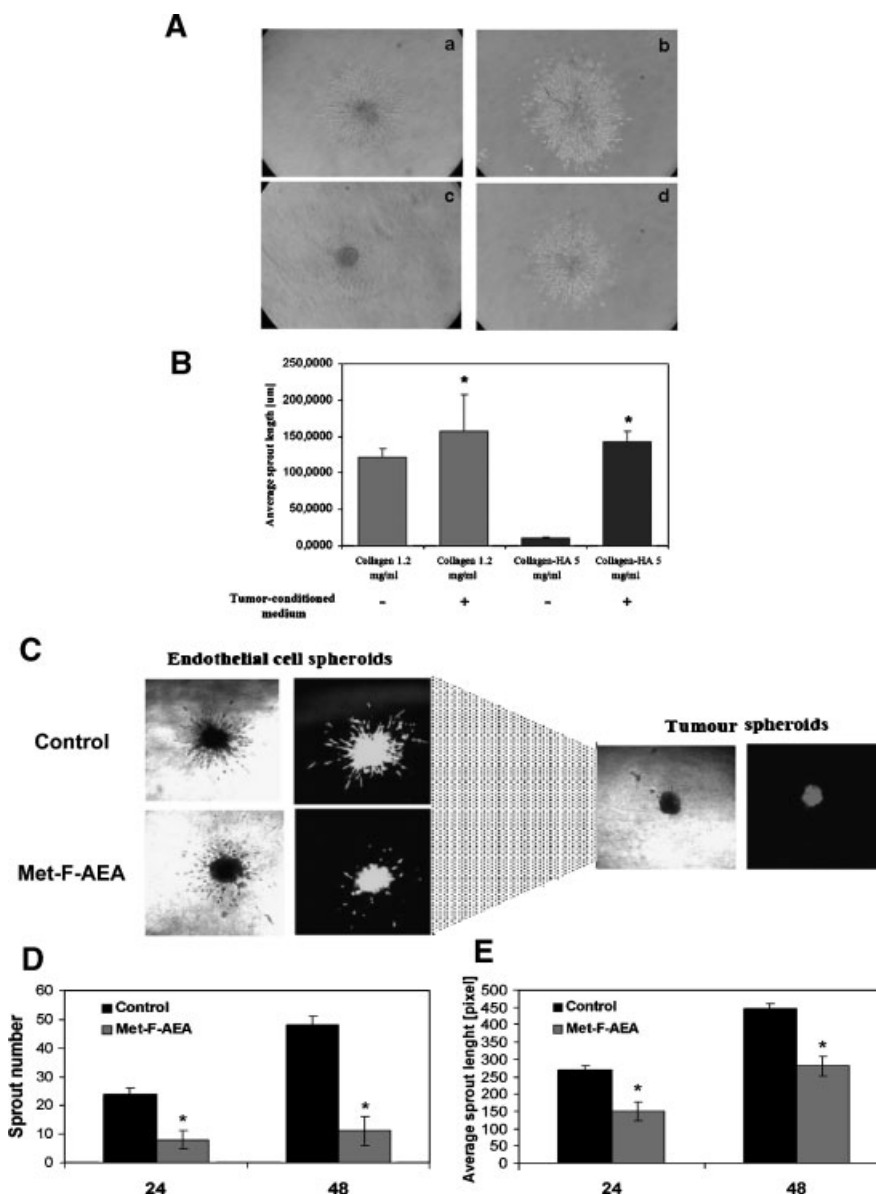 A
a
b
c
d
B
Anverage sprout length [um]
250,0000
200,0000
150,0000
100,0000
50,0000
0,0000
*
*
Collagen 1.2 mg/ml
Collagen 1.2 mg/ml
Collagen-HA 5 mg/ml
Collagen-HA 5 mg/ml
Tumor-conditioned medium
- + - +
C
Endothelial cell spheroids
Tumour spheroids
Control
Met-F-AEA
D
Sprout number
60
50
40
30
20
10
0
Control
Met-F-AEA
*
*
24
48
E
Average sprout lenght [pixel]
500
450
400
350
300
250
200
150
100
50
0
Control
Met-F-AEA
*
*
24
48